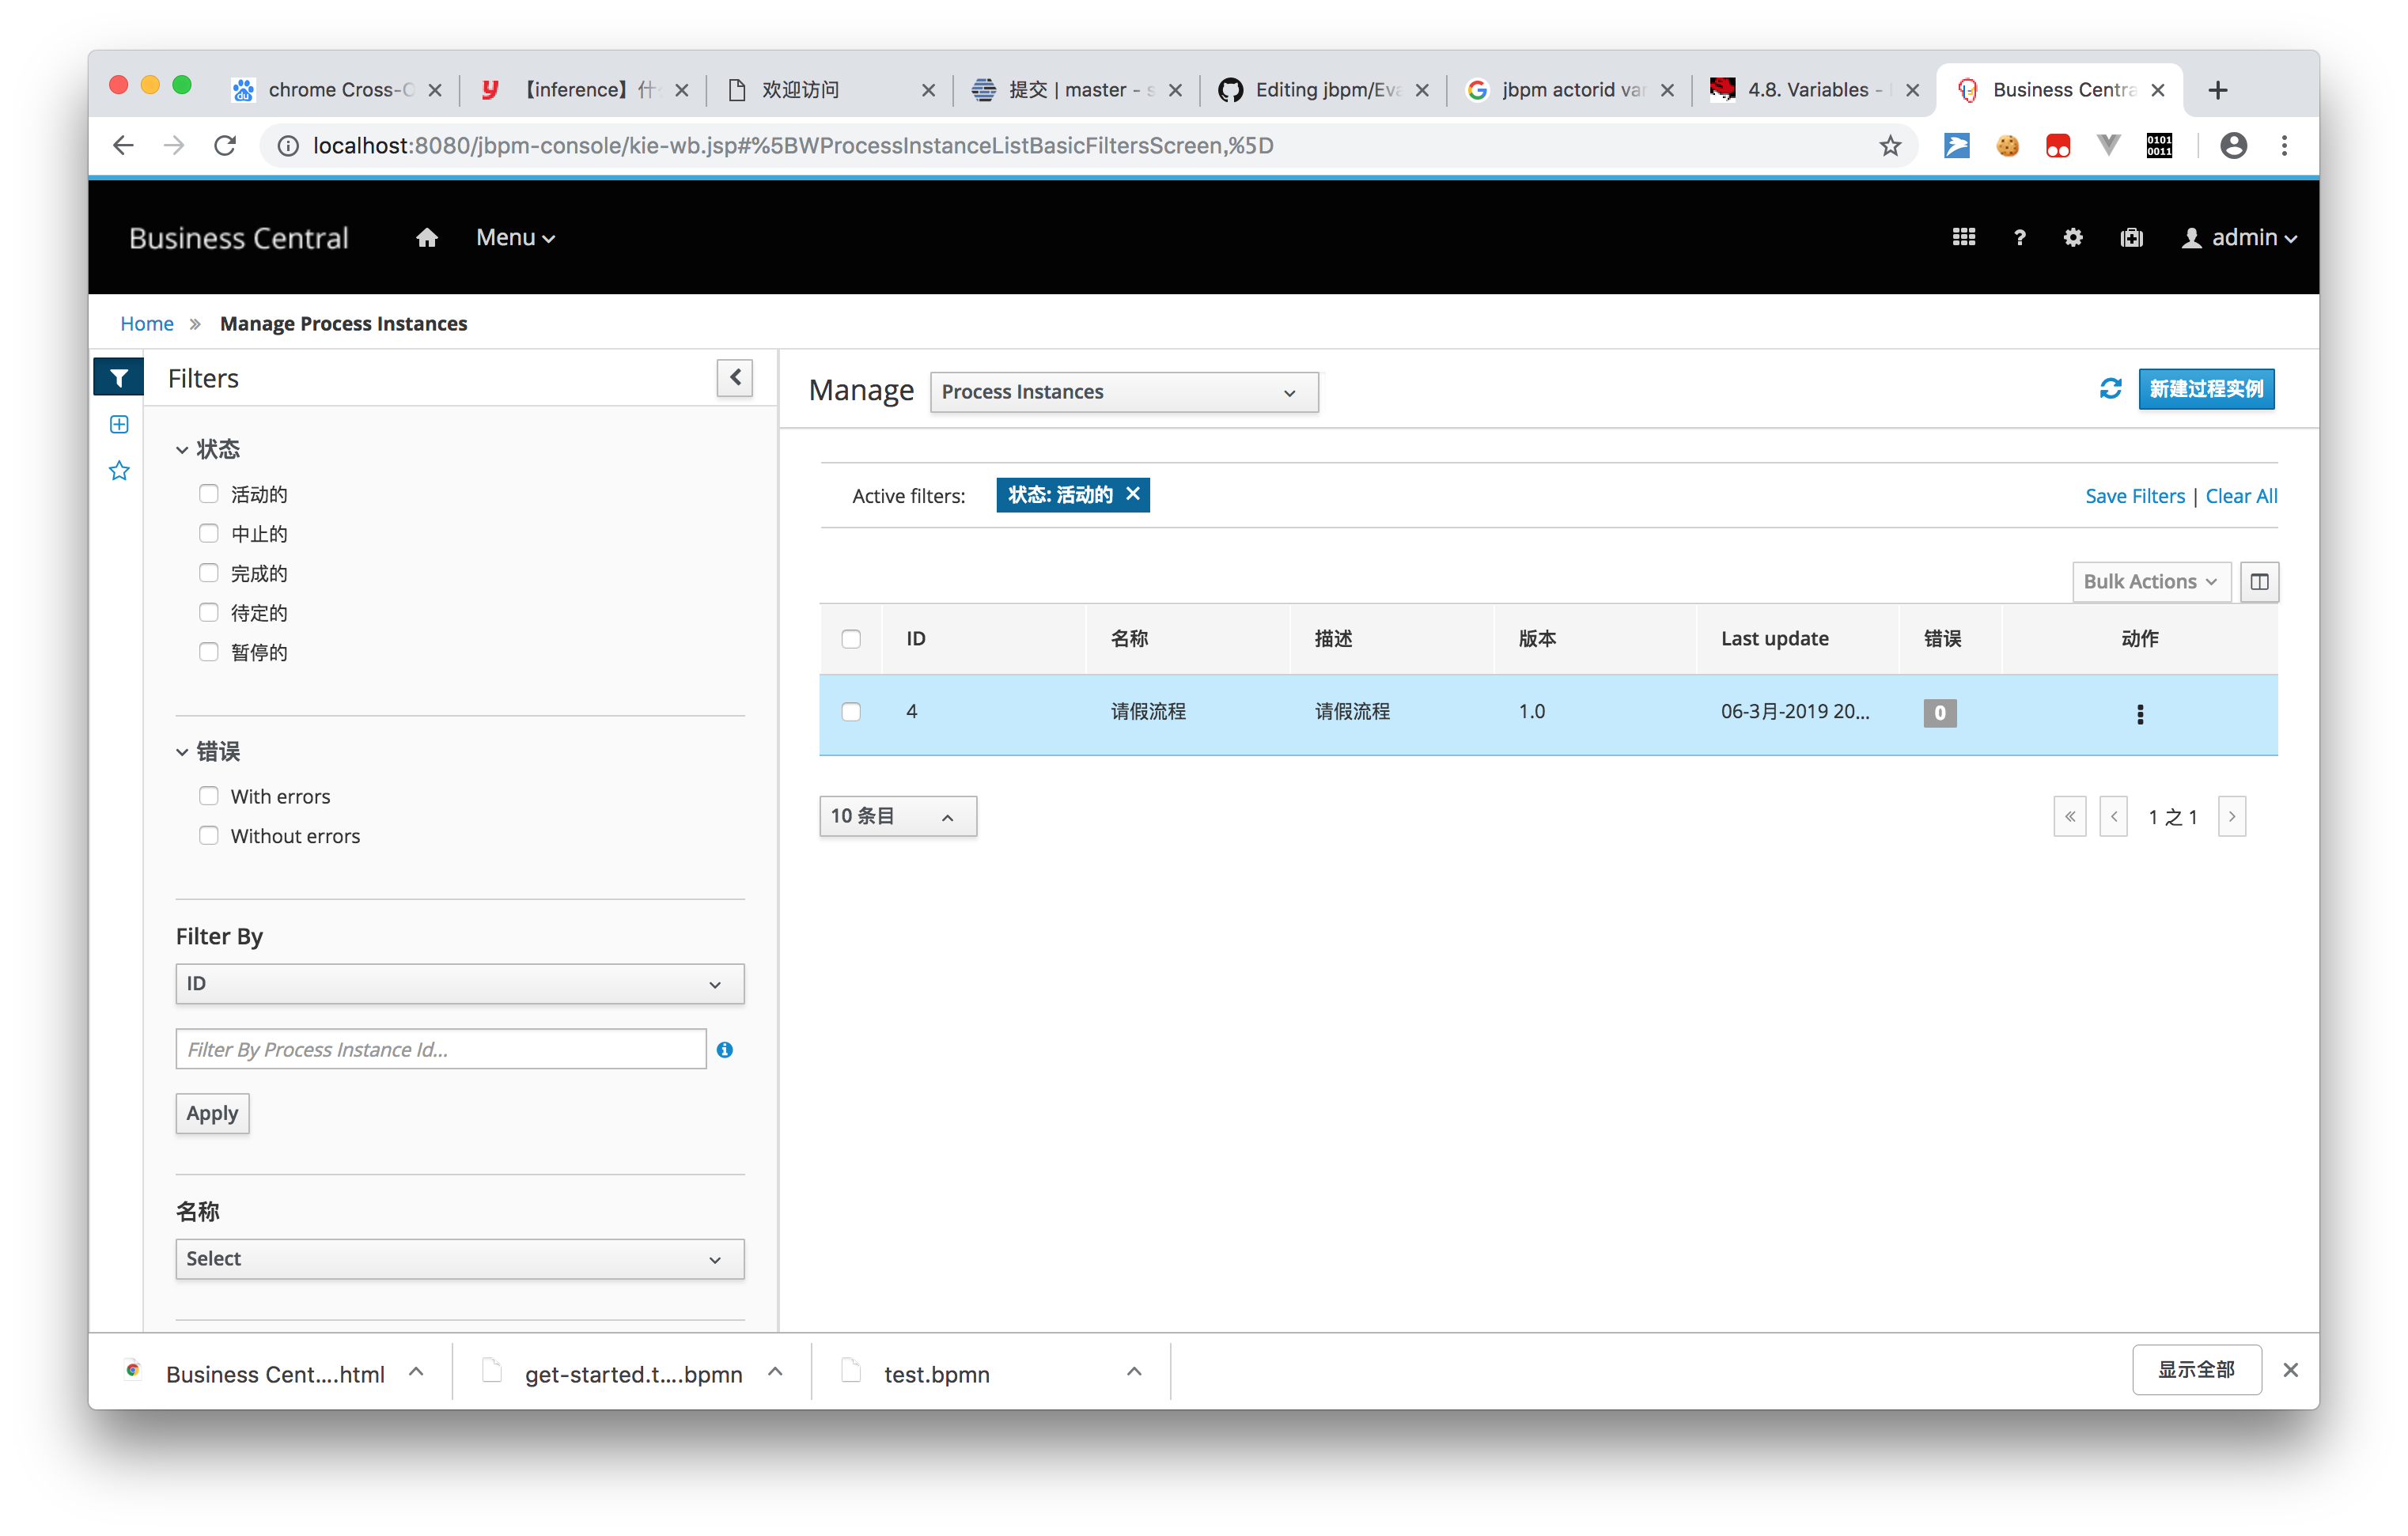 chrome Cross-O
【inference】什
欢迎访问
提交 | master - s
Editing jbpm/Eva
jbpm actorid var
4.8. Variables -
Business Centra
localhost:8080/jbpm-console/kie-wb.jsp#%5BWProcessInstanceListBasicFiltersScreen,%5D
0101
0011
Business Central
Menu
admin
Home » Manage Process Instances
Filters
状态
活动的
中止的
完成的
待定的
暂停的
错误
With errors
Without errors
Filter By
ID
Filter By Process Instance Id...
Apply
名称
Select
Manage
Process Instances
新建过程实例
Active filters:
状态: 活动的
Save Filters | Clear All
Bulk Actions
ID 名称 描述 版本 Last update 错误 动作
4 请假流程 请假流程 1.0 06-3月-2019 20... 0
10 条目
1 之 1
Business Cent....html
get-started.t....bpmn
test.bpmn
显示全部